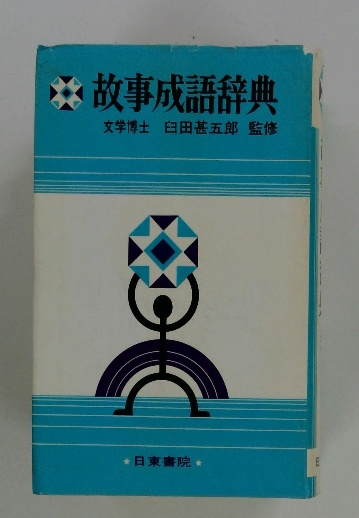 故事成語辞典
文学博士 臼田甚五郎 監修
★日東書院★